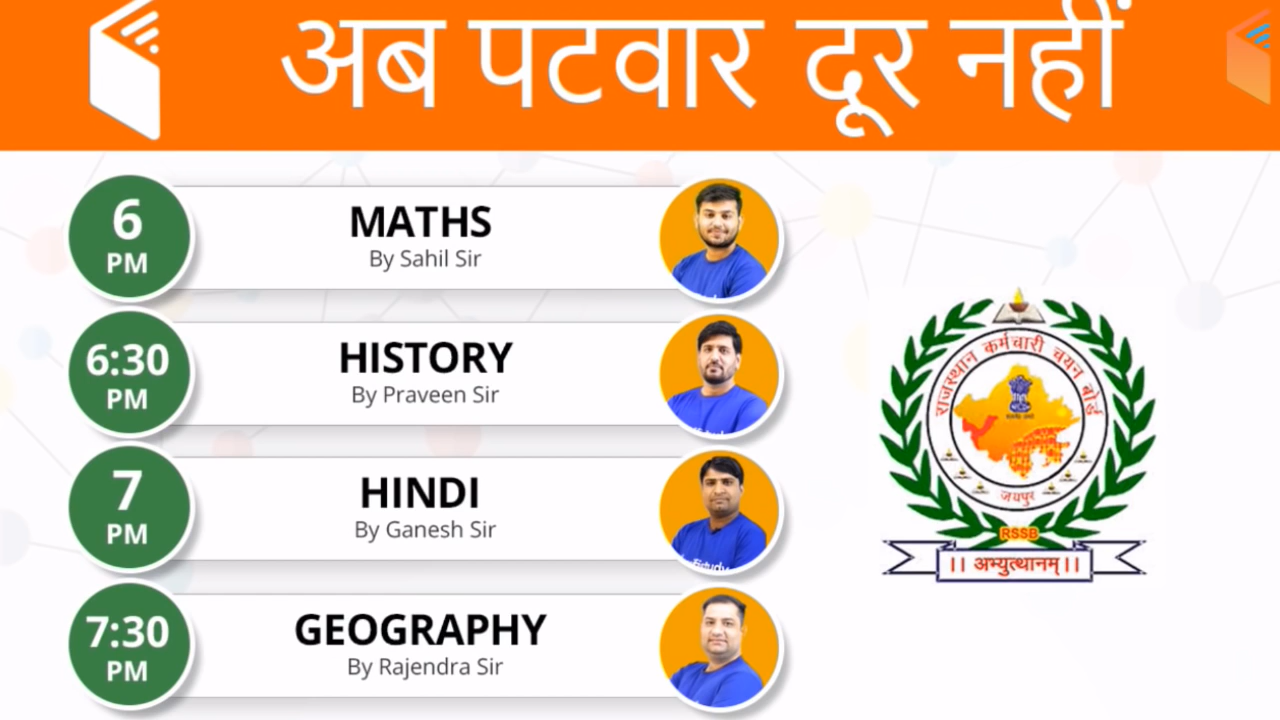 अब पटवार दूर नहीं
6
PM
MATHS
By Sahil Sir
6:30
PM
HISTORY
By Praveen Sir
7
PM
HINDI
By Ganesh Sir
7:30
PM
GEOGRAPHY
By Rajendra Sir
राजस्थान कर्मचारी चयन बोर्ड
जयपुर
RSSB
।। अभ्युत्थानम्।।